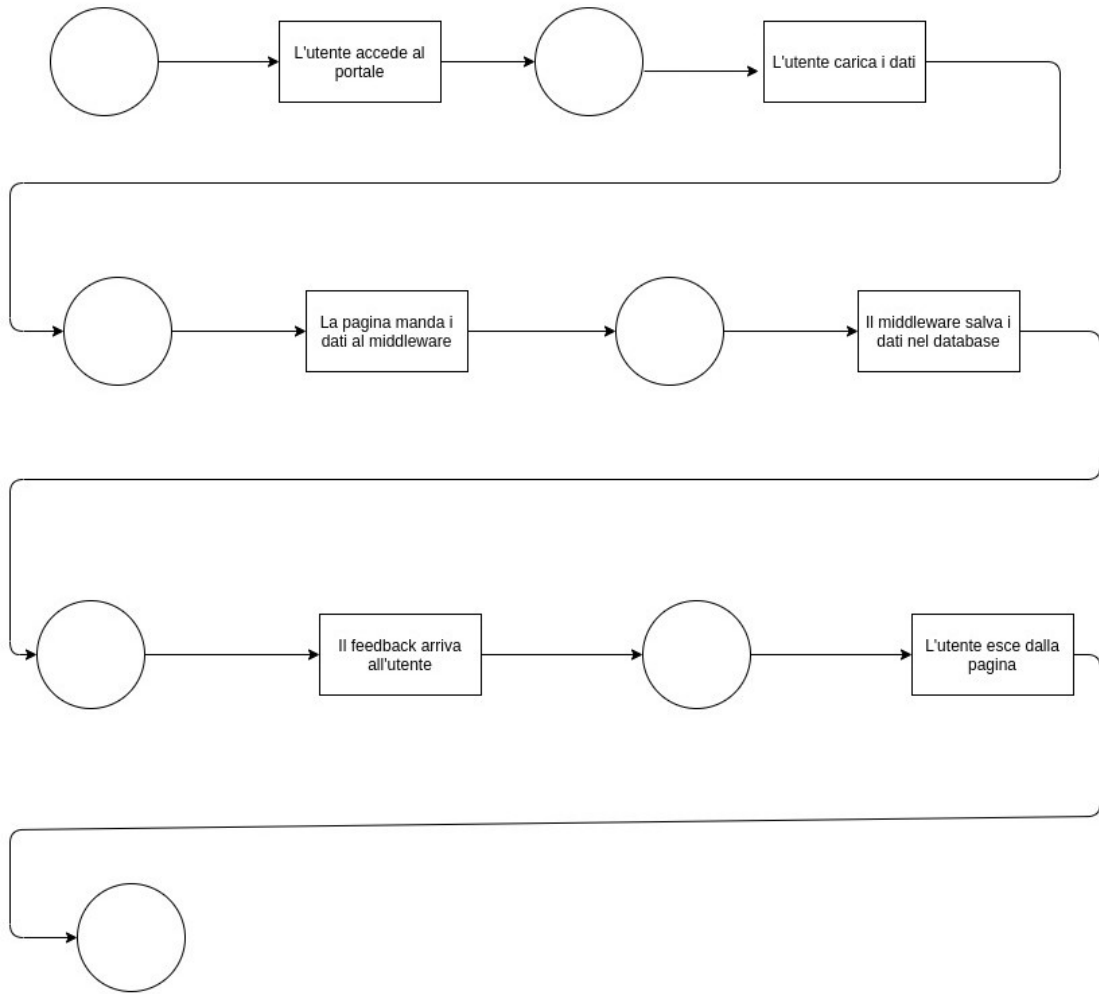 L'utente accede al
portale
L'utente carica i dati
La pagina manda i
dati al middleware
Il middleware salva i
dati nel database
Il feedback arriva
all'utente
L'utente esce dalla
pagina